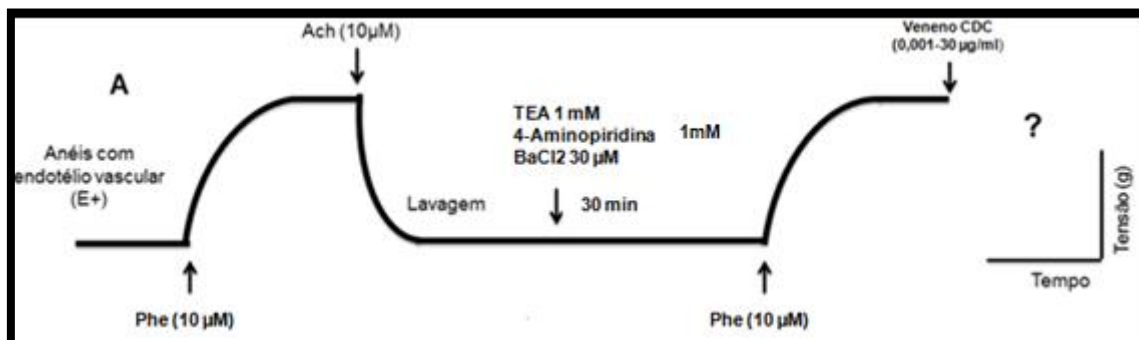 Ach (10µM)
Veneno CDC
(0,001-30 µg/ml)
A
Anéis com
endotélio vascular
(E+)
TEA 1 mM
4-Aminopiridina 1mM
BaCl2 30 µM
?
Lavagem
30 min
Tensão (g)
Tempo
Phe (10 µM)
Phe (10 µM)